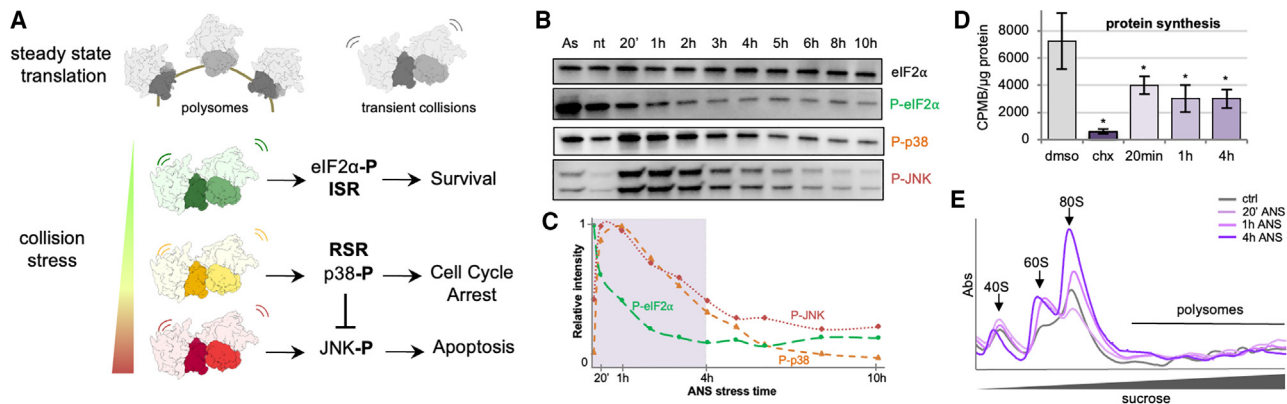 A
steady state
translation
polysomes
transient collisions
collision
stress
eIF2α-P
ISR
Survival
RSR
p38-P
Cell Cycle
Arrest
JNK-P
Apoptosis
B
As nt 20' 1h 2h 3h 4h 5h 6h 8h 10h
eIF2α
P-eIF2α
P-p38
P-JNK
C
Relative intensity
1
0
P-eIF2α
P-JNK
P-p38
20' 1h 4h 10h
ANS stress time
D
protein synthesis
CPMB/µg protein
8000
6000
4000
2000
0
* * * *
dmso chx 20min 1h 4h
E
Abs
40S
60S
80S
polysomes
ctrl
20' ANS
1h ANS
4h ANS
sucrose